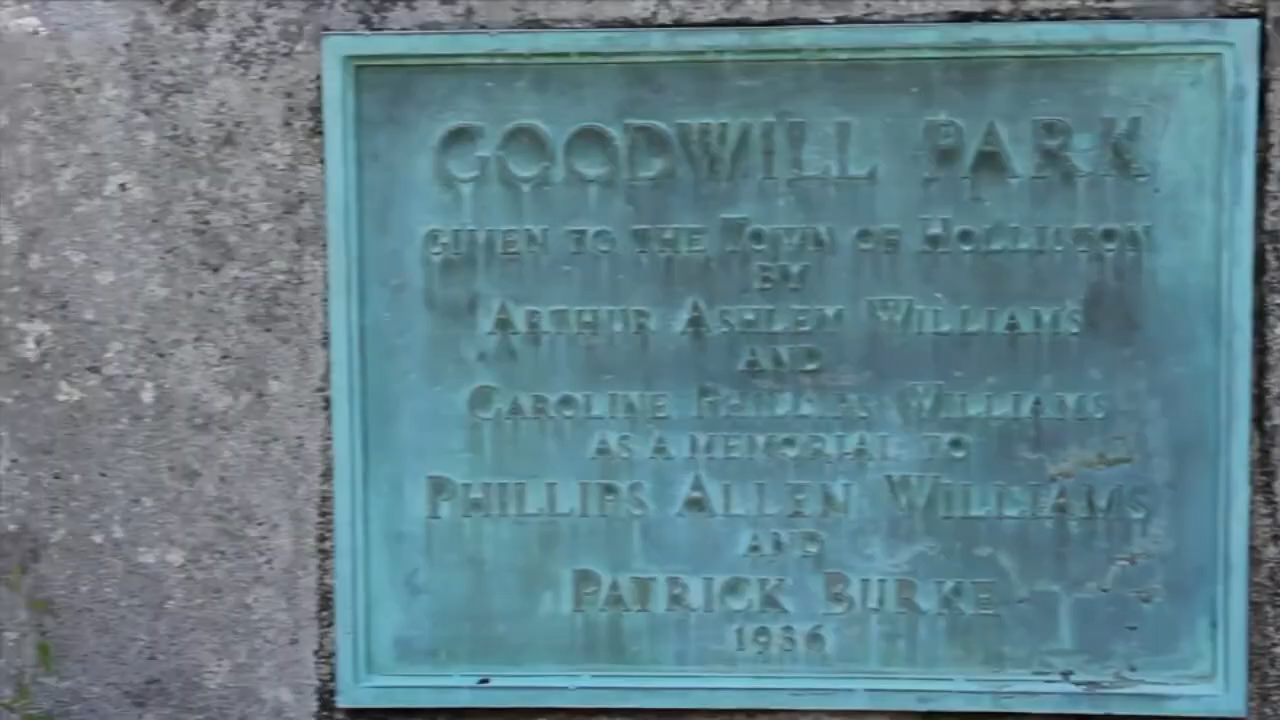 GOODWILL PARK
GIVEN TO THE TOWN OF HOLLISTON
BY
ARTHUR ASHLEY WILLIAMS
AND
CAROLINE PHILLIPS WILLIAMS
AS A MEMORIAL TO
PHILLIPS ALLEN WILLIAMS
AND
PATRICK BURKE
1936